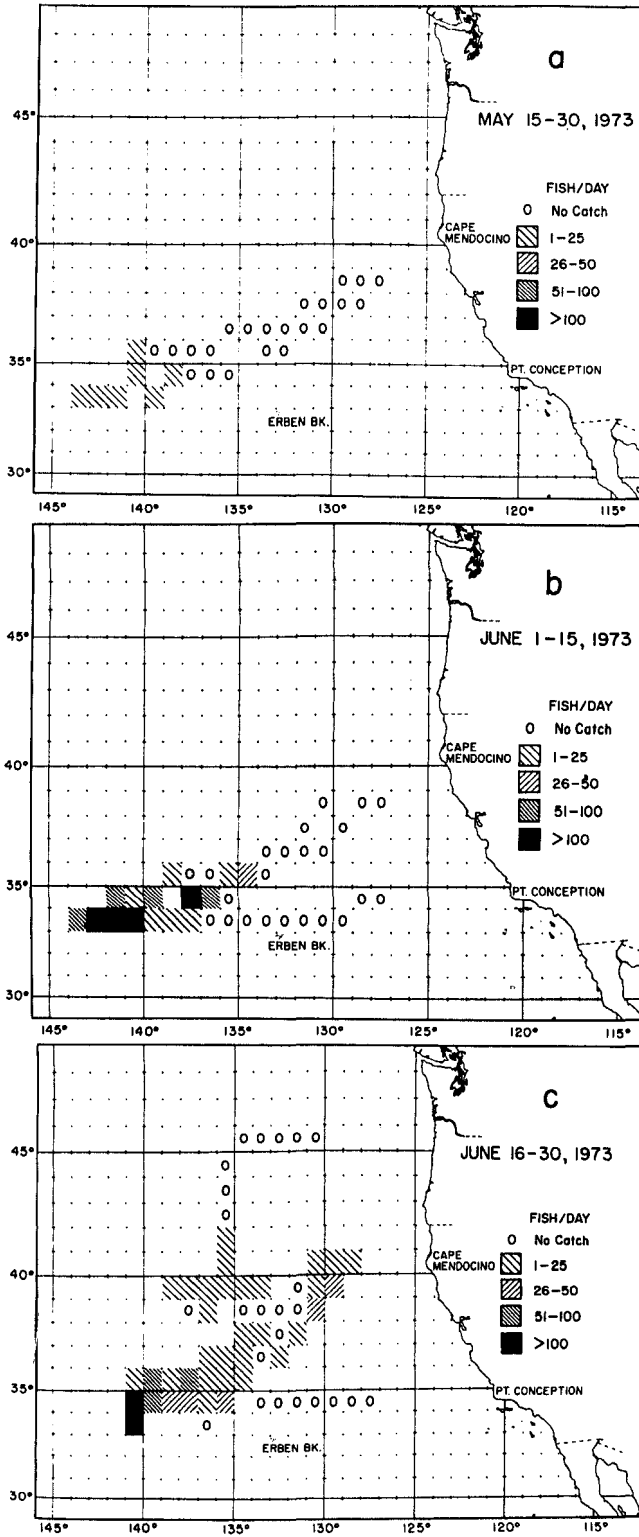 a
45°
MAY 15-30, 1973
FISH/DAY
O No Catch
CAPE
MENDOCINO
1-25
40°
26-50
51-100
>100
35°
PT. CONCEPTION
ERBEN BK.
30°
145° 140° 135° 130° 125° 120° 115°
b
45°
JUNE 1-15, 1973
FISH/DAY
O No Catch
CAPE
MENDOCINO
1-25
40°
26-50
51-100
>100
35°
PT. CONCEPTION
ERBEN BK.
30°
145° 140° 135° 130° 125° 120° 115°
c
45°
JUNE 16-30, 1973
FISH/DAY
O No Catch
CAPE
MENDOCINO
1-25
40°
26-50
51-100
>100
35°
PT. CONCEPTION
ERBEN BK.
30°
145° 140° 135° 130° 125° 120° 115°